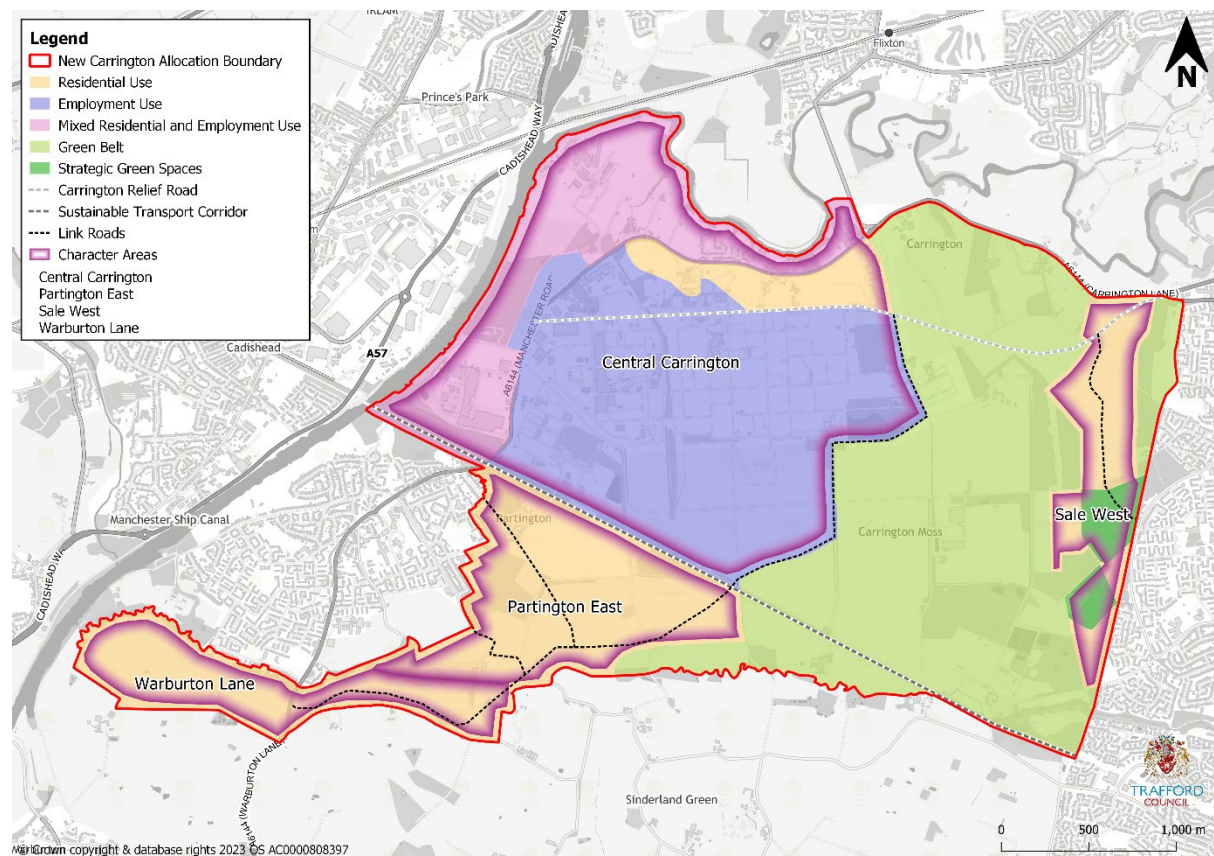 Legend
New Carrington Allocation Boundary
Residential Use
Employment Use
Mixed Residential and Employment Use
Green Belt
Strategic Green Spaces
Carrington Relief Road
Sustainable Transport Corridor
Link Roads
Character Areas
Central Carrington
Partington East
Sale West
Warburton Lane
Flixton
N
Prince's Park
CADISHEAD WAY
Carrington
A6144 (CARRINGTON LANE)
A6144 (MANCHESTER ROAD)
Cadishead
A57
Central Carrington
Manchester Ship Canal
Partington
Carrington Moss
Sale West
CADISHEAD WA
Partington East
Warburton Lane
A6144 (WARBURTON LANE)
Sinderland Green
TRAFFORD
COUNCIL
0 500 1,000 m
© Crown copyright & database rights 2023 OS AC0000808397